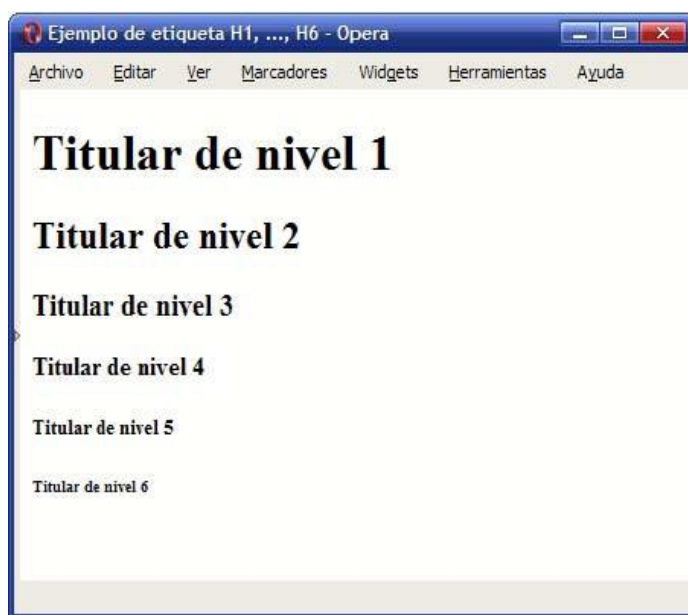 Ejemplo de etiqueta H1, ..., H6 - Opera
Archivo Editar Ver Marcadores Widgets Herramientas Ayuda
Titular de nivel 1
Titular de nivel 2
Titular de nivel 3
Titular de nivel 4
Titular de nivel 5
Titular de nivel 6